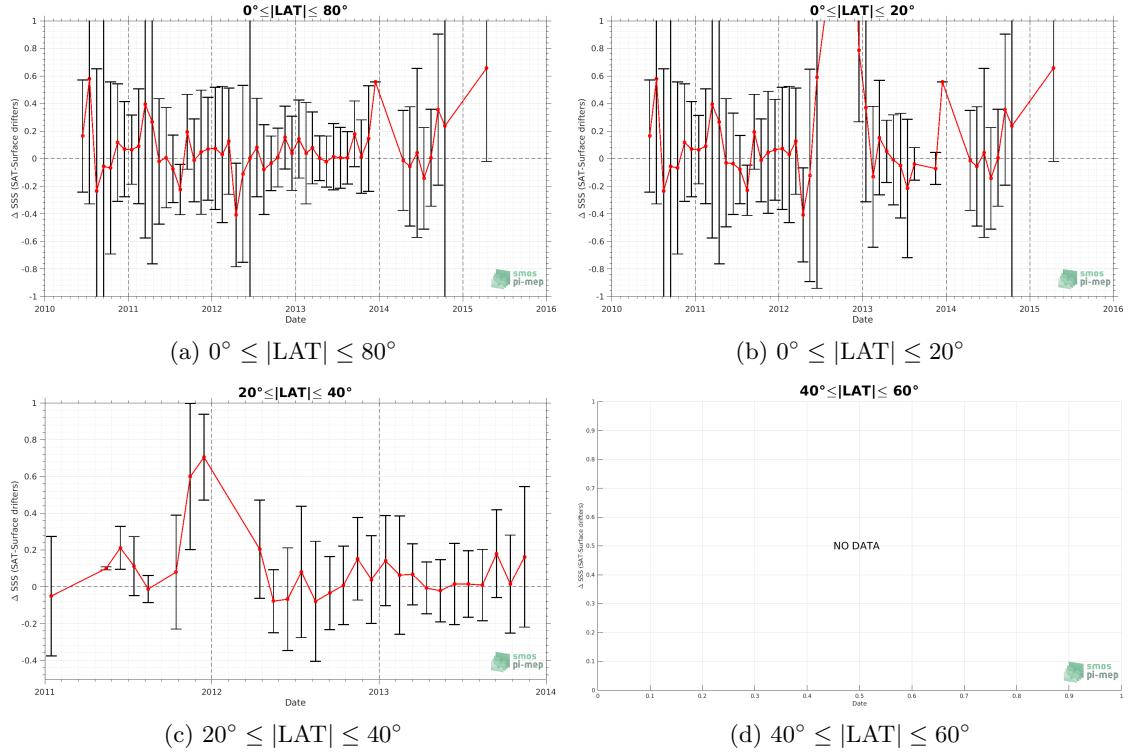 0°≤|LAT|≤ 80°
Δ SSS (SAT-Surface drifters)
1
0.8
0.6
0.4
0.2
0
-0.2
-0.4
-0.6
-0.8
-1
2010 2011 2012 2013 2014 2015 2016
Date
smos
pi-mep
(a) 0° ≤ |LAT| ≤ 80°
0°≤|LAT|≤ 20°
Δ SSS (SAT-Surface drifters)
1
0.8
0.6
0.4
0.2
0
-0.2
-0.4
-0.6
-0.8
-1
2010 2011 2012 2013 2014 2015 2016
Date
smos
pi-mep
(b) 0° ≤ |LAT| ≤ 20°
20°≤|LAT|≤ 40°
Δ SSS (SAT-Surface drifters)
1
0.8
0.6
0.4
0.2
0
-0.2
-0.4
2011 2012 2013 2014
Date
smos
pi-mep
(c) 20° ≤ |LAT| ≤ 40°
40°≤|LAT|≤ 60°
Δ SSS (SAT-Surface drifters)
1
0.9
0.8
0.7
0.6
0.5
0.4
0.3
0.2
0.1
0
NO DATA
0 0.1 0.2 0.3 0.4 0.5 0.6 0.7 0.8 0.9 1
Date
smos
pi-mep
(d) 40° ≤ |LAT| ≤ 60°